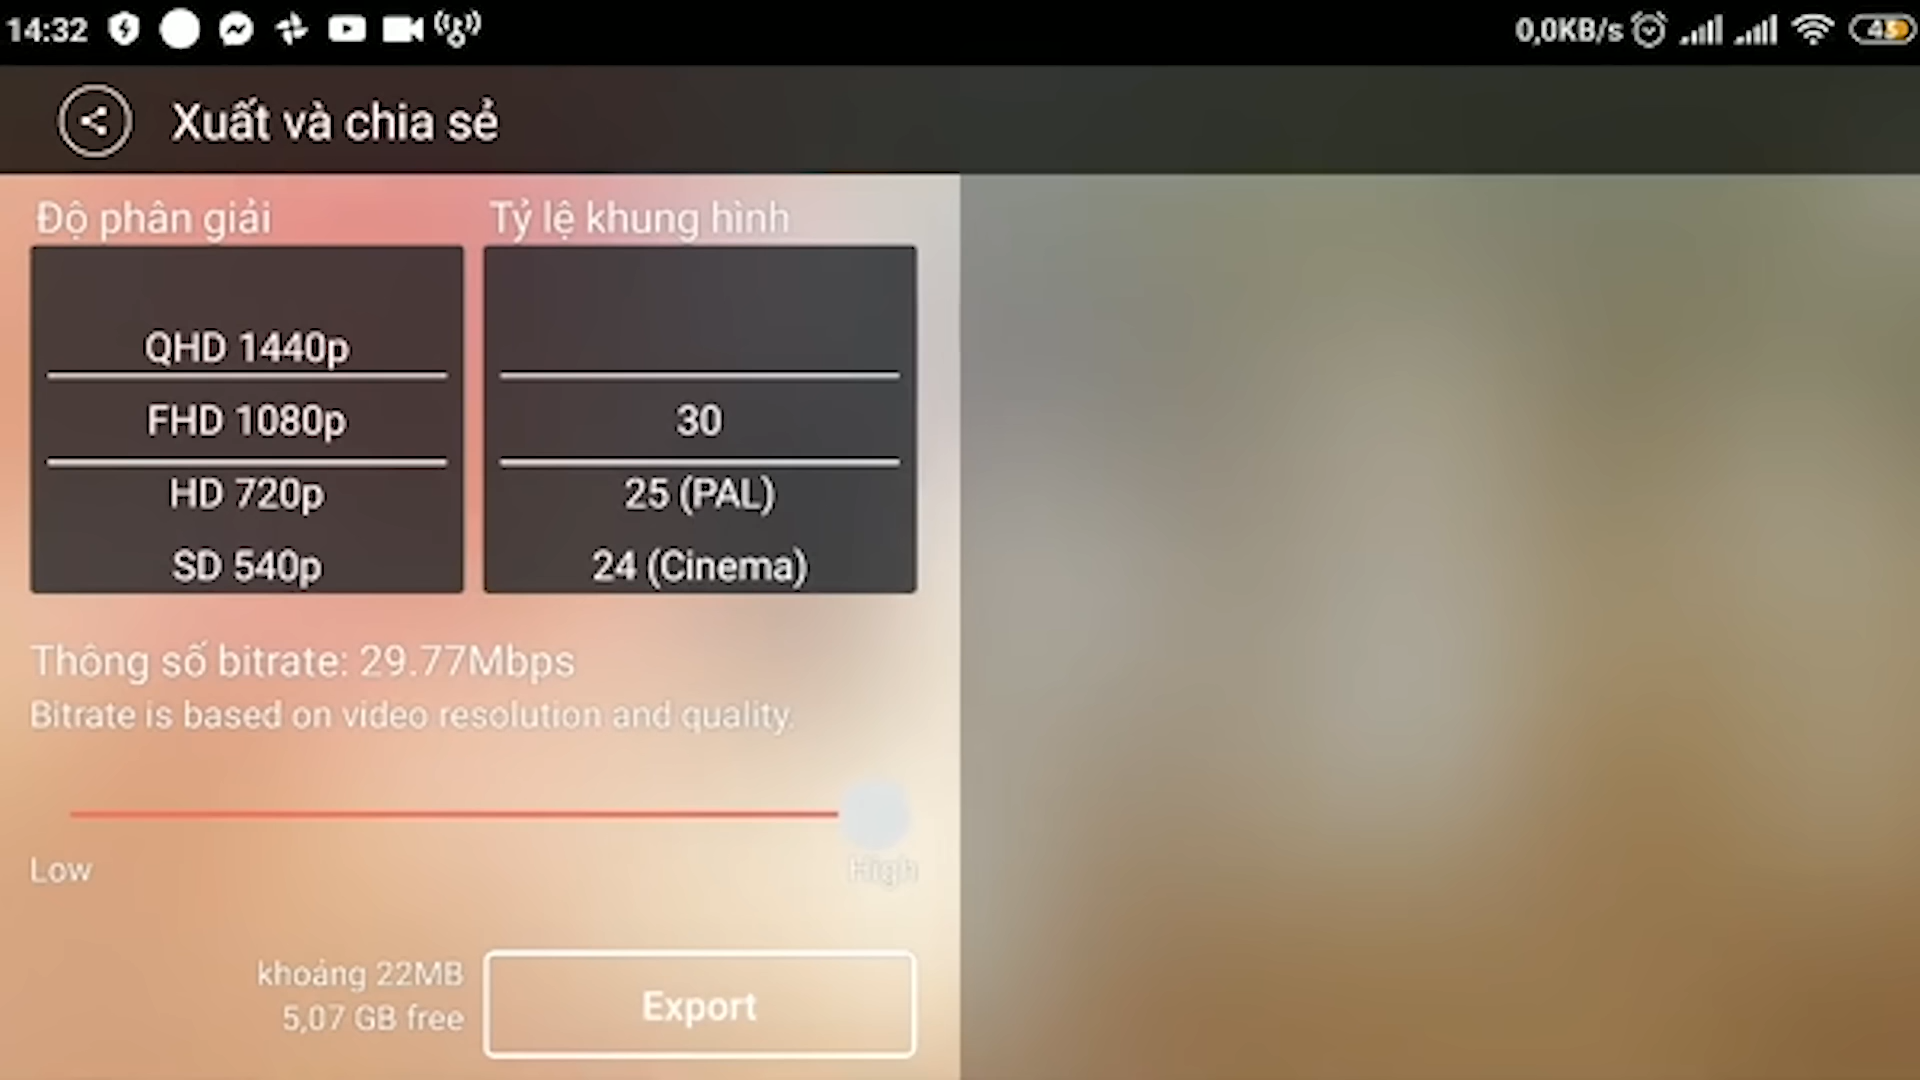 14:32
0,0KB/s
45
Xuất và chia sẻ
Độ phân giải
Tỷ lệ khung hình
QHD 1440p
FHD 1080p
HD 720p
SD 540p
30
25 (PAL)
24 (Cinema)
Thông số bitrate: 29.77Mbps
Bitrate is based on video resolution and quality.
Low
High
khoảng 22MB
5,07 GB free
Export